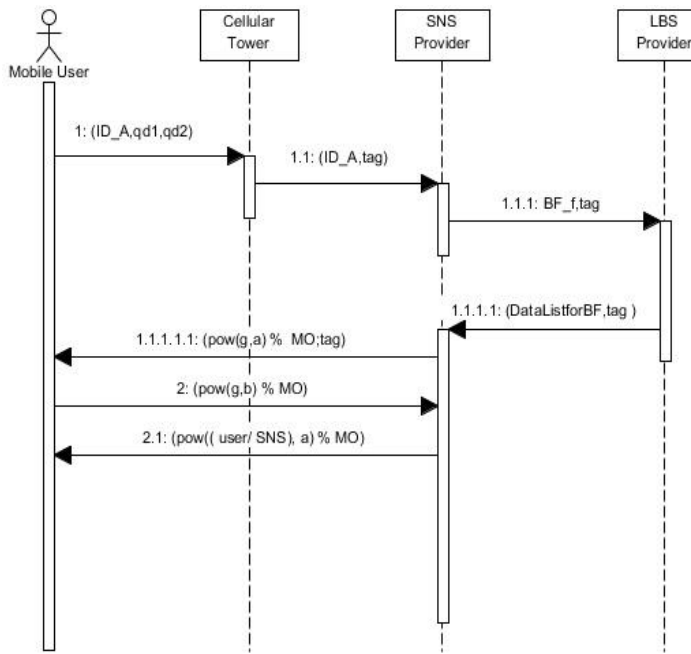 Cellular
Tower
SNS
Provider
LBS
Provider
Mobile User
1: (ID_A,qd1,qd2)
1.1: (ID_A,tag)
1.1.1: BF_f,tag
1.1.1.1: (DataListforBF,tag )
1.1.1.1.1: (pow(g,a) % MO;tag)
2: (pow(g,b) % MO)
2.1: (pow(( user/ SNS), a) % MO)